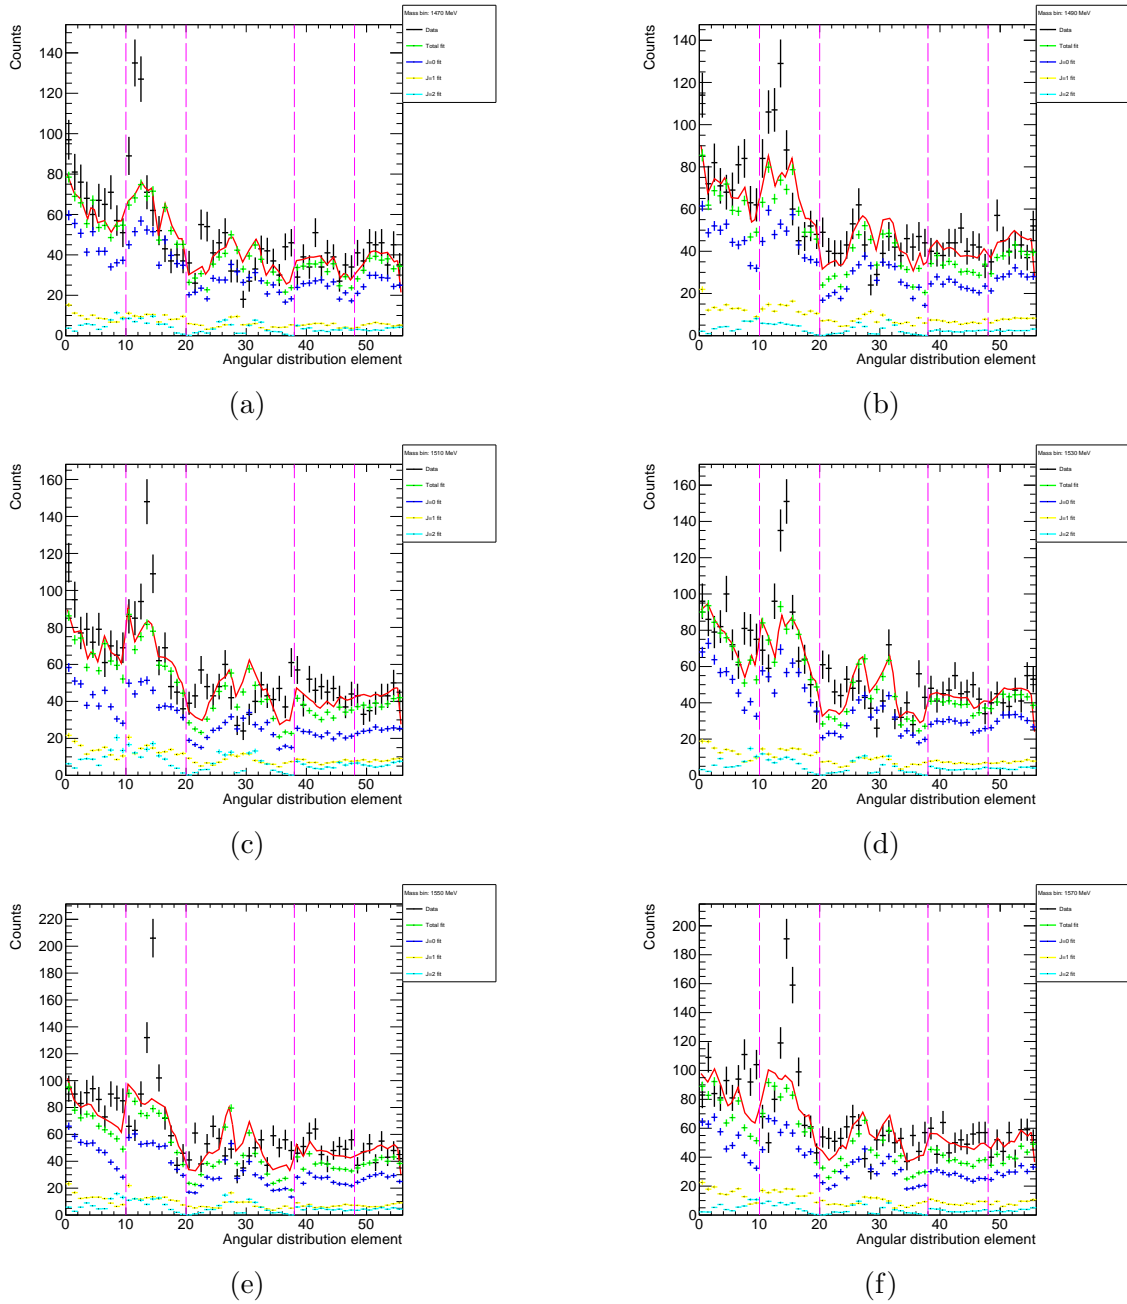 Mass bin: 1470 MeV
Data
Total fit
J=0 fit
J=1 fit
J=2 fit
Counts
140
120
100
80
60
40
20
0
0 10 20 30 40 50
Angular distribution element
(a)
Mass bin: 1490 MeV
Data
Total fit
J=0 fit
J=1 fit
J=2 fit
Counts
140
120
100
80
60
40
20
0
0 10 20 30 40 50
Angular distribution element
(b)
Mass bin: 1510 MeV
Data
Total fit
J=0 fit
J=1 fit
J=2 fit
Counts
160
140
120
100
80
60
40
20
0
0 10 20 30 40 50
Angular distribution element
(c)
Mass bin: 1530 MeV
Data
Total fit
J=0 fit
J=1 fit
J=2 fit
Counts
160
140
120
100
80
60
40
20
0
0 10 20 30 40 50
Angular distribution element
(d)
Mass bin: 1550 MeV
Data
Total fit
J=0 fit
J=1 fit
J=2 fit
Counts
220
200
180
160
140
120
100
80
60
40
20
0
0 10 20 30 40 50
Angular distribution element
(e)
Mass bin: 1570 MeV
Data
Total fit
J=0 fit
J=1 fit
J=2 fit
Counts
200
180
160
140
120
100
80
60
40
20
0
0 10 20 30 40 50
Angular distribution element
(f)